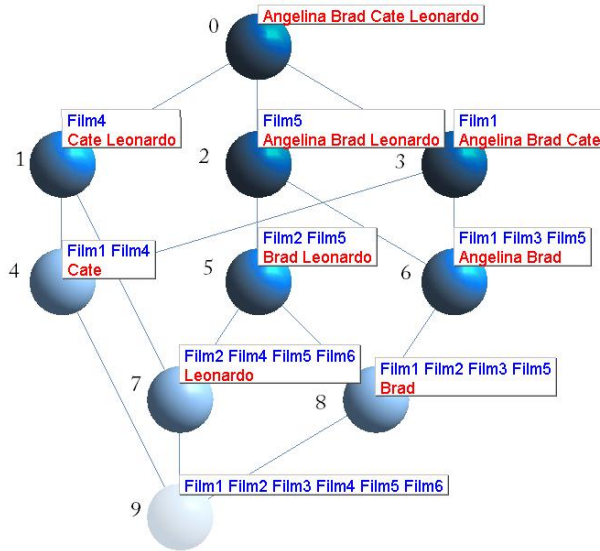 0
Angelina Brad Cate Leonardo
1
Film4
Cate Leonardo
2
Film5
Angelina Brad Leonardo
3
Film1
Angelina Brad Cate
4
Film1 Film4
Cate
5
Film2 Film5
Brad Leonardo
6
Film1 Film3 Film5
Angelina Brad
7
Film2 Film4 Film5 Film6
Leonardo
8
Film1 Film2 Film3 Film5
Brad
9
Film1 Film2 Film3 Film4 Film5 Film6